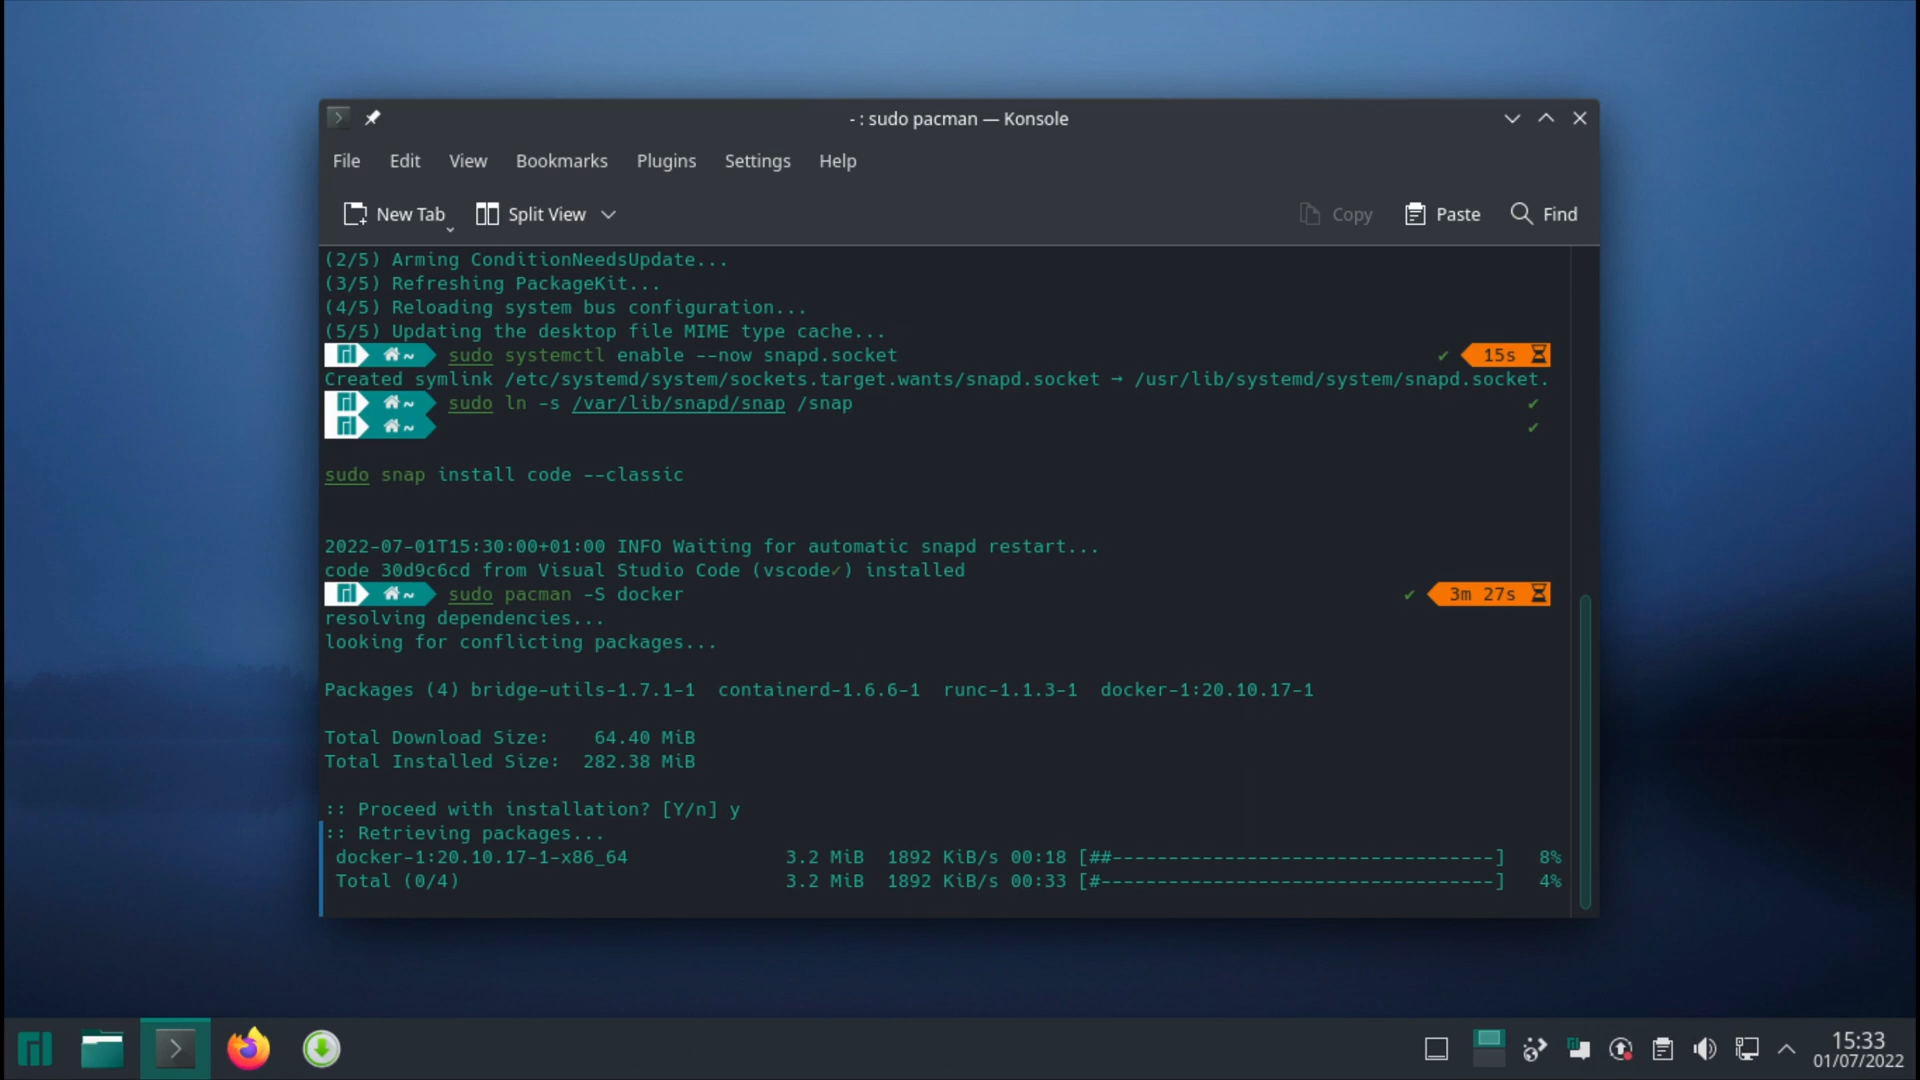 - : sudo pacman — Konsole
File Edit View Bookmarks Plugins Settings Help
New Tab Split View Copy Paste Find
(2/5) Arming ConditionNeedsUpdate...
(3/5) Refreshing PackageKit...
(4/5) Reloading system bus configuration...
(5/5) Updating the desktop file MIME type cache...
~ sudo systemctl enable --now snapd.socket ✔ 15s
Created symlink /etc/systemd/system/sockets.target.wants/snapd.socket → /usr/lib/systemd/system/snapd.socket.
~ sudo ln -s /var/lib/snapd/snap /snap ✔
~ ✔
sudo snap install code --classic
2022-07-01T15:30:00+01:00 INFO Waiting for automatic snapd restart...
code 30d9c6cd from Visual Studio Code (vscode✓) installed
~ sudo pacman -S docker ✔ 3m 27s
resolving dependencies...
looking for conflicting packages...
Packages (4) bridge-utils-1.7.1-1 containerd-1.6.6-1 runc-1.1.3-1 docker-1:20.10.17-1
Total Download Size: 64.40 MiB
Total Installed Size: 282.38 MiB
:: Proceed with installation? [Y/n] y
:: Retrieving packages...
docker-1:20.10.17-1-x86_64 3.2 MiB 1892 KiB/s 00:18 [##----------------------------------] 8%
Total (0/4) 3.2 MiB 1892 KiB/s 00:33 [#-----------------------------------] 4%
15:33
01/07/2022